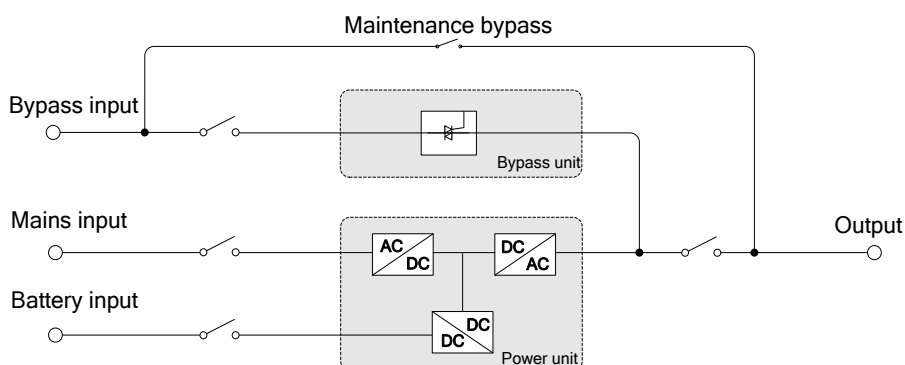 Maintenance bypass
Bypass input
Bypass unit
Mains input
AC
DC
DC
AC
Output
Battery input
DC
DC
Power unit